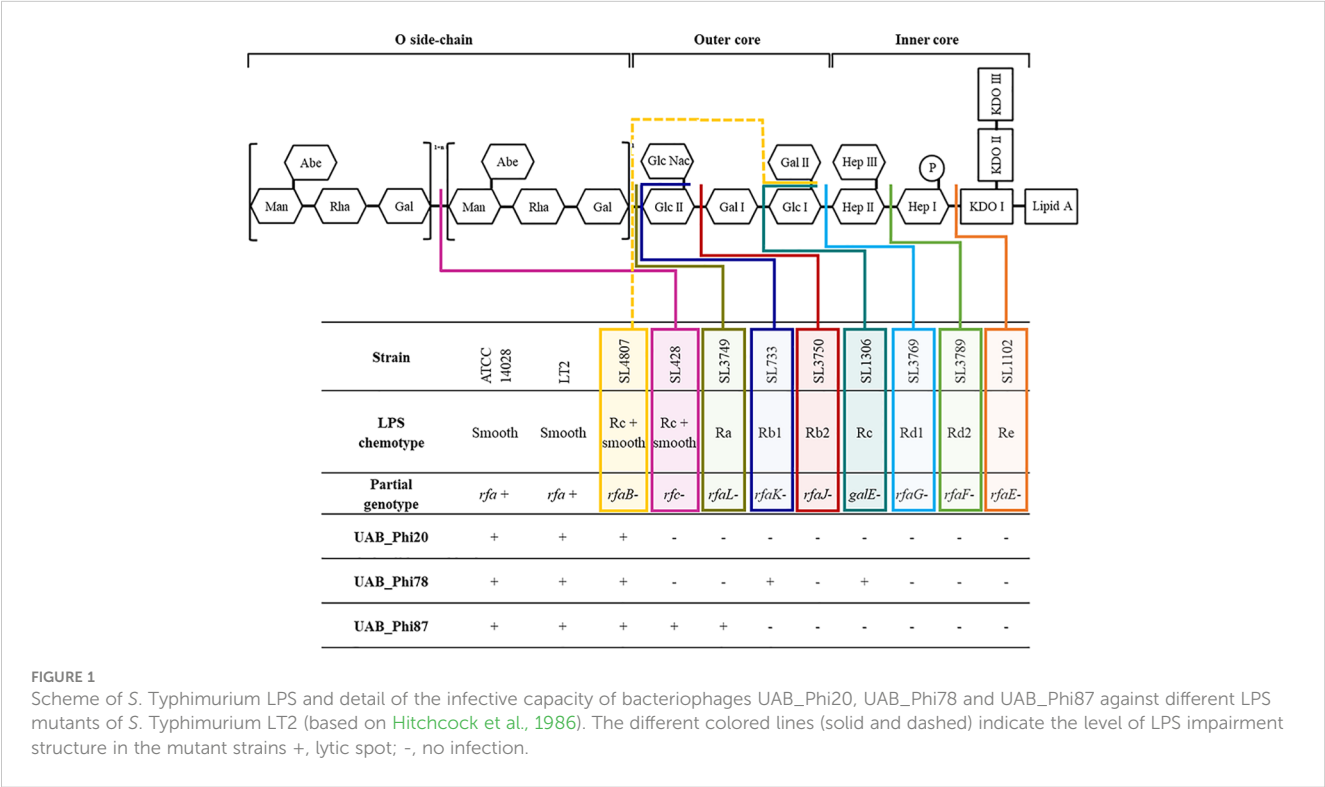 O side-chain Outer core Inner core
KDO III
KDO II
Abe Abe Glc Nac Gal II Hep III P
1-n 1
Man Rha Gal Man Rha Gal Glc II Gal I Glc I Hep II Hep I KDO I Lipid A
Strain ATCC 14028 LT2 SL4807 SL428 SL3749 SL733 SL3750 SL1306 SL3769 SL3789 SL1102
LPS chemotype Smooth Smooth Rc + smooth Rc + smooth Ra Rb1 Rb2 Rc Rd1 Rd2 Re
Partial genotype rfa + rfa + rfaB- rfc- rfaL- rfaK- rfaJ- galE- rfaG- rfaF- rfaE-
UAB_Phi20 + + + - - - - - - - -
UAB_Phi78 + + + - - + - + - - -
UAB_Phi87 + + + + + - - - - - -
FIGURE 1
Scheme of S. Typhimurium LPS and detail of the infective capacity of bacteriophages UAB_Phi20, UAB_Phi78 and UAB_Phi87 against different LPS
mutants of S. Typhimurium LT2 (based on Hitchcock et al., 1986). The different colored lines (solid and dashed) indicate the level of LPS impairment
structure in the mutant strains +, lytic spot; -, no infection.